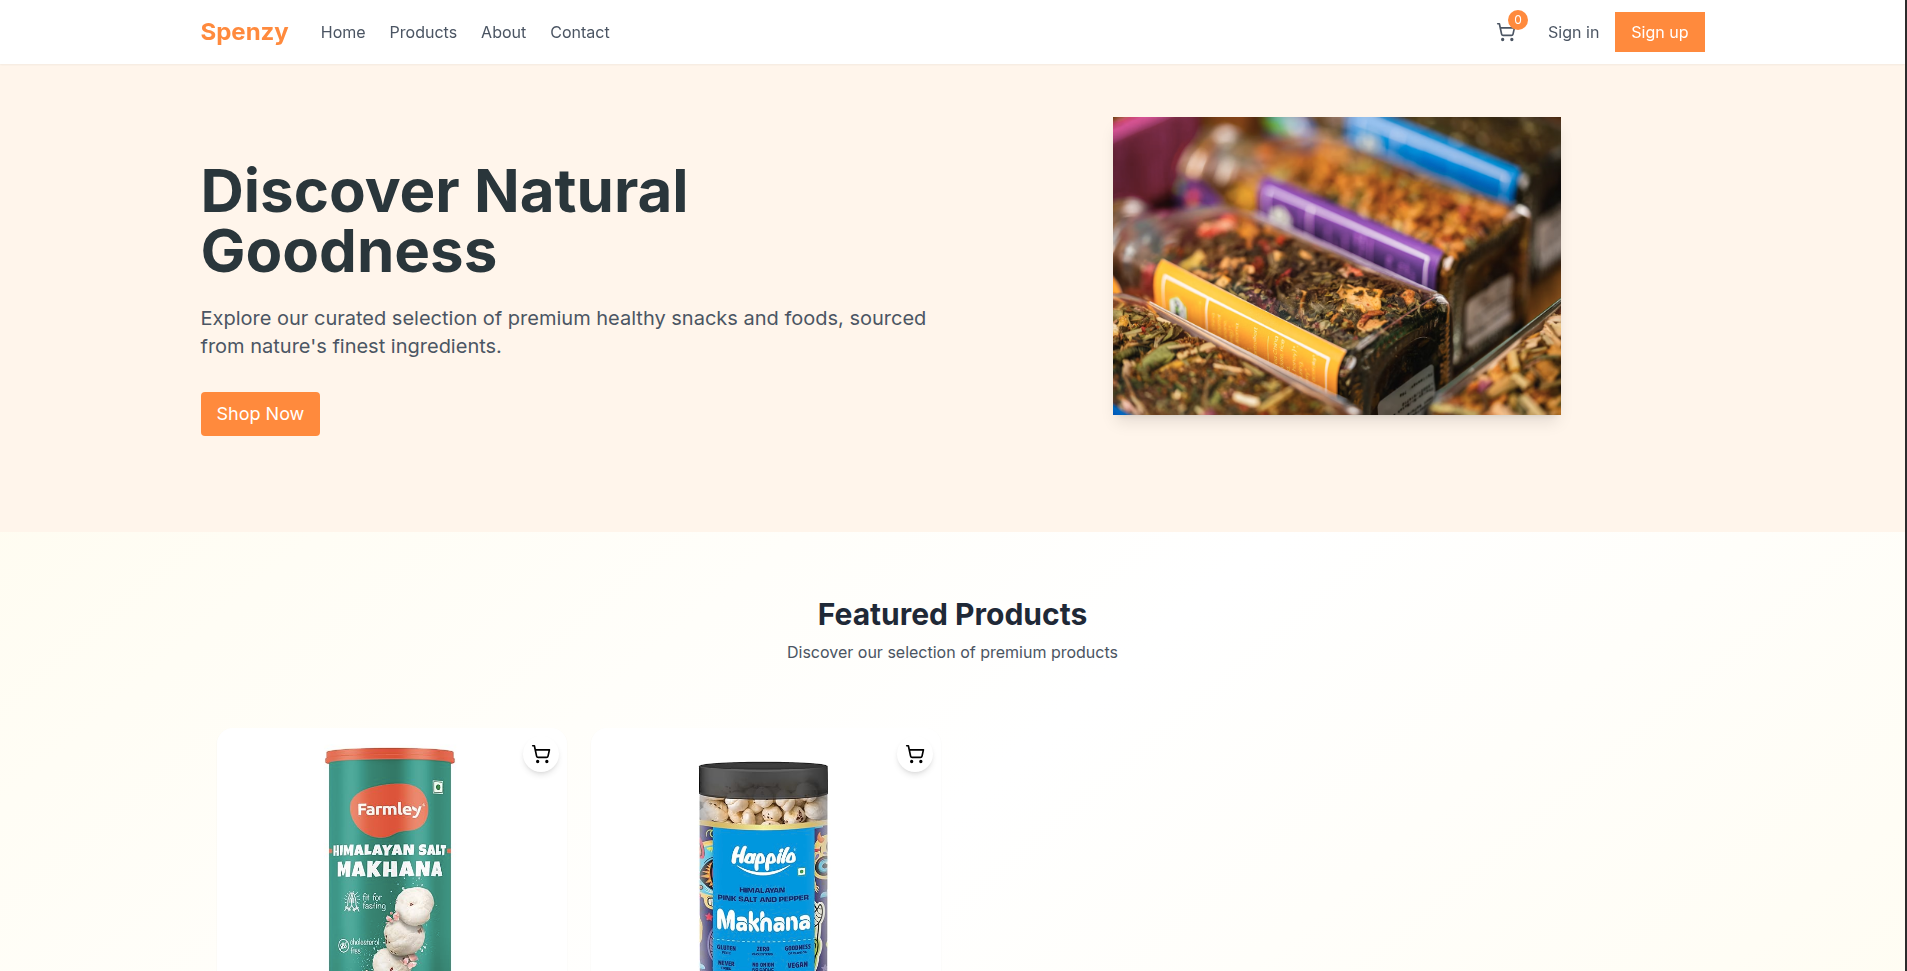 Spenzy
Home
Products
About
Contact
0
Sign in
Sign up
Discover Natural
Goodness
Explore our curated selection of premium healthy snacks and foods, sourced
from nature's finest ingredients.
Shop Now
Featured Products
Discover our selection of premium products
Farmley
HIMALAYAN SALT
MAKHANA
fit for
fasting
cholesterol
free
Happilo
HIMALAYAN
PINK SALT AND PEPPER
Makhana
GLUTEN
ZERO
GOODNESS
NEVER
NO ONION
VEGAN